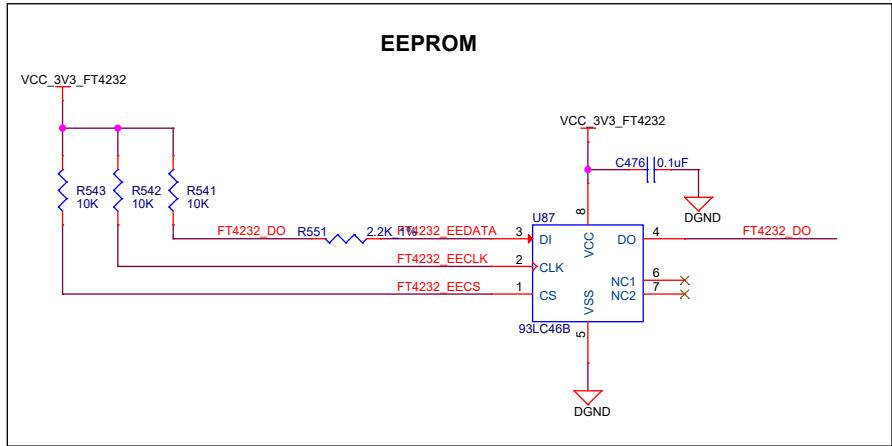 EEPROM
VCC_3V3_FT4232
VCC_3V3_FT4232
C476 0.1uF
DGND
R543
10K
R542
10K
R541
10K
U87
8
VCC
FT4232_DO R551 2.2K_1% FT4232_EEDATA 3 DI
DO 4 FT4232_DO
FT4232_EECLK 2 CLK
NC1 6
FT4232_EECS 1 CS
NC2 7
VSS
93LC46B
5
DGND